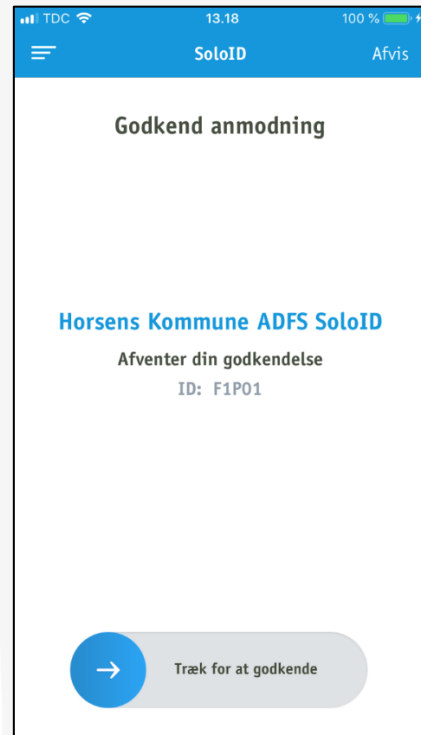 TDC 13.18 100 %
SoloID Afvis
Godkend anmodning
Horsens Kommune ADFS SoloID
Afventer din godkendelse
ID: F1P01
Træk for at godkende